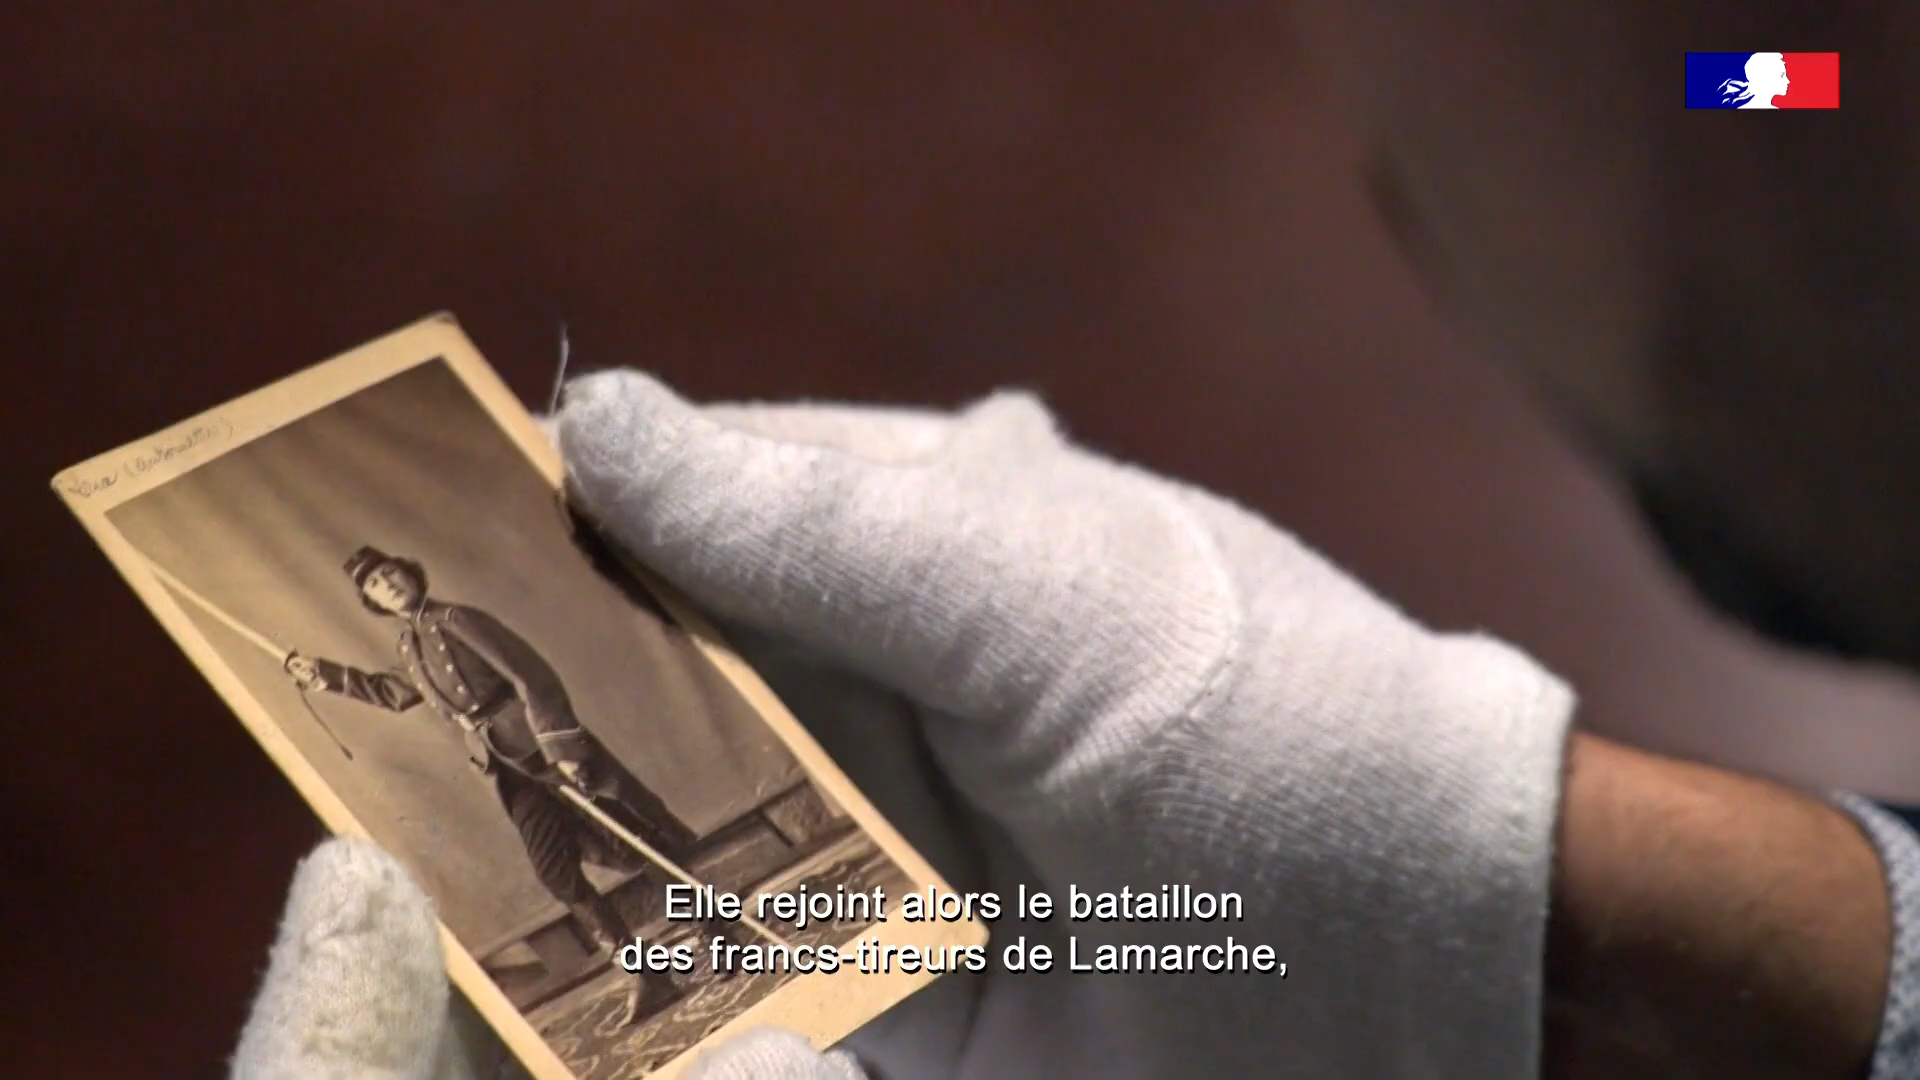 Elle rejoint alors le bataillon
des francs-tireurs de Lamarche,